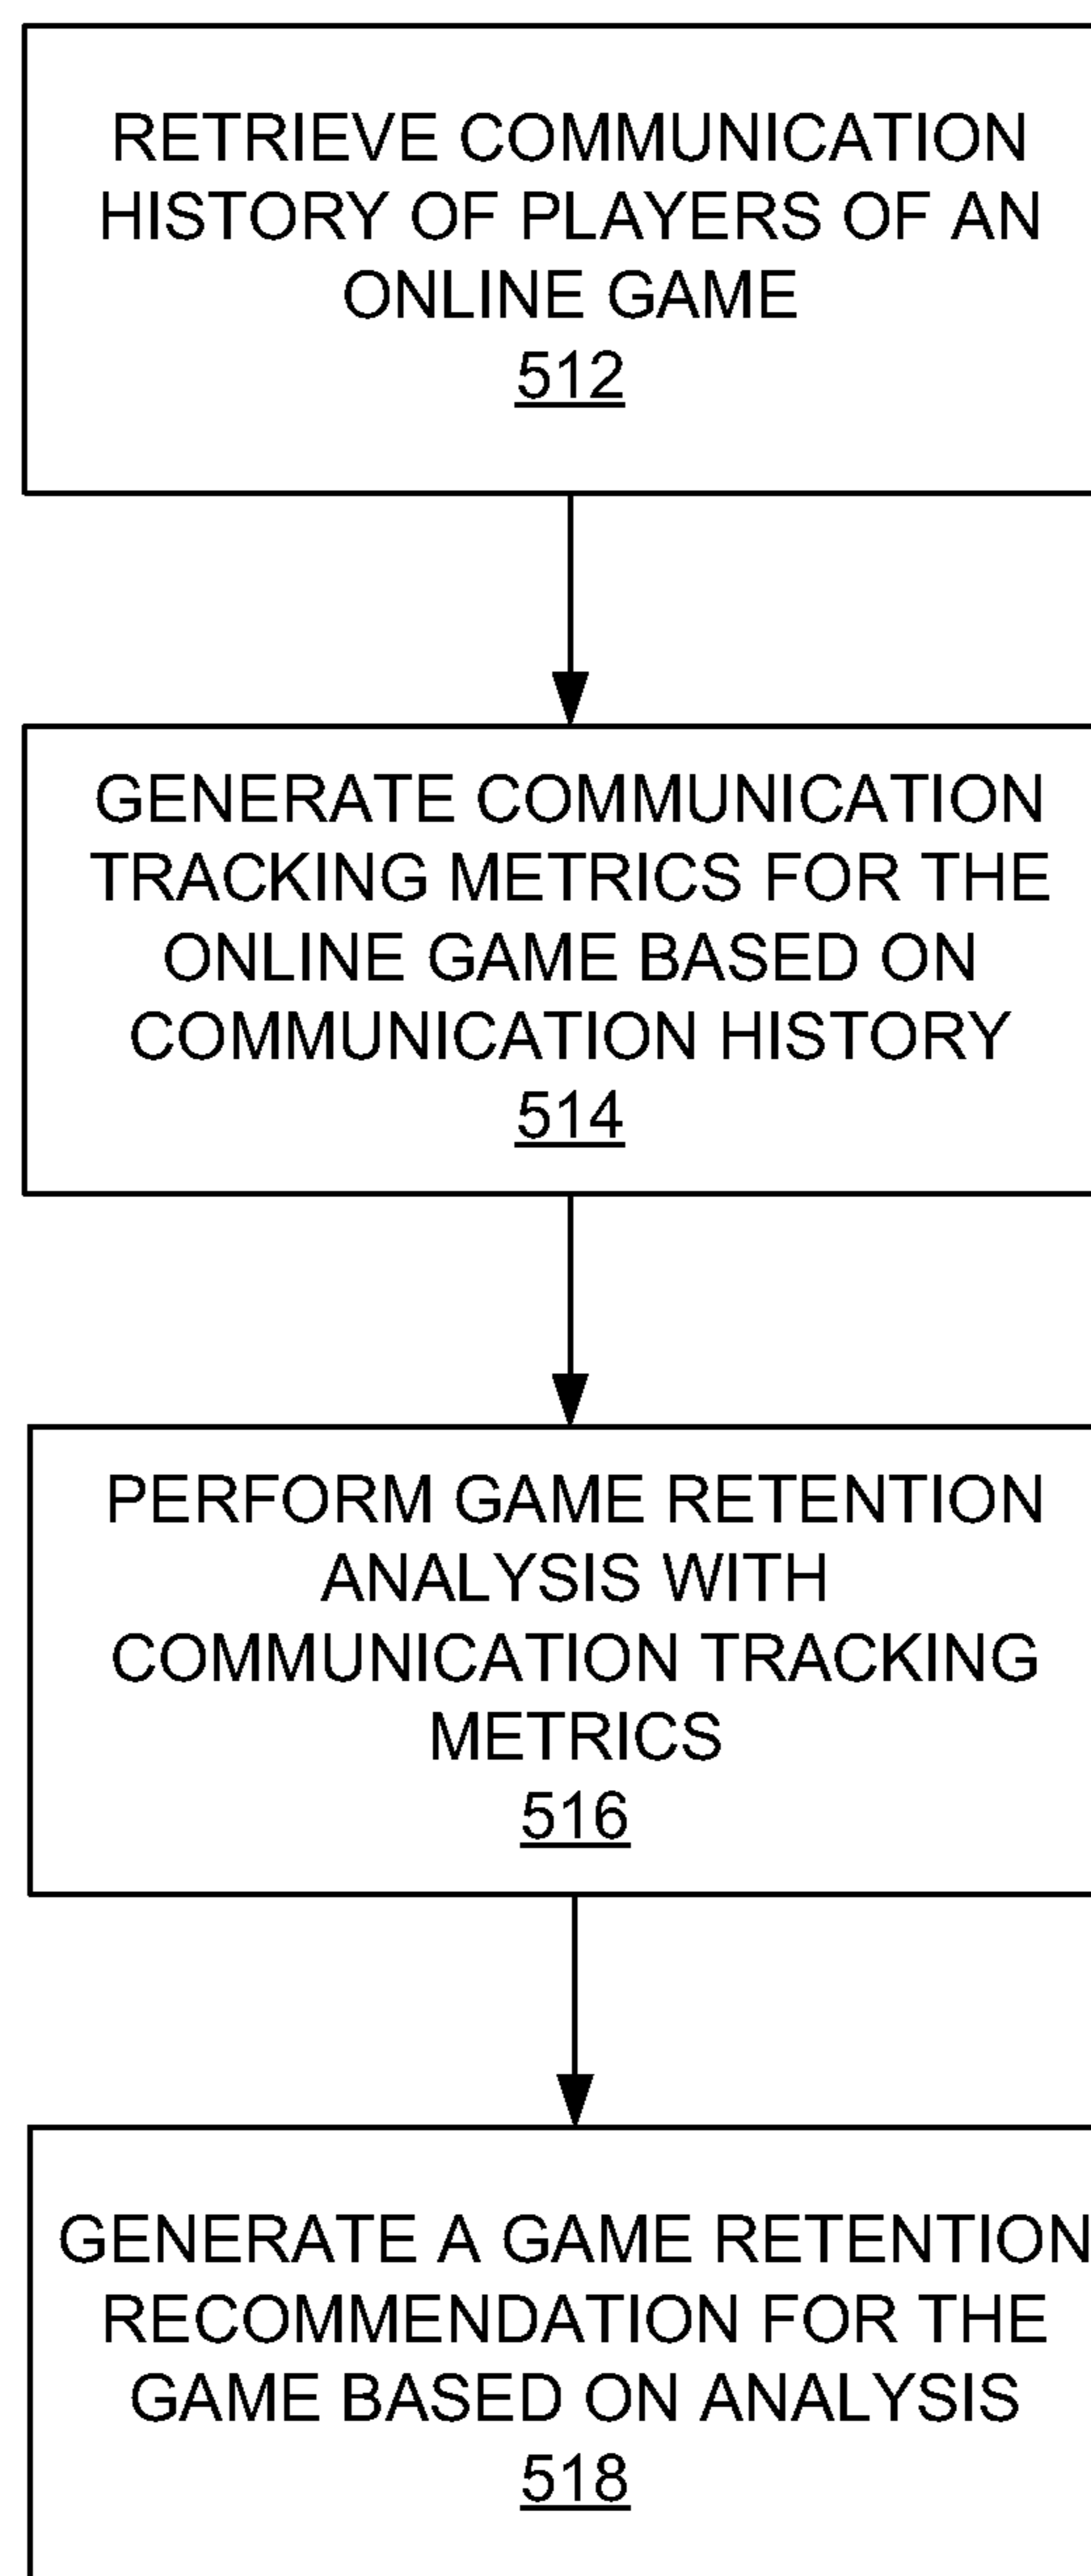 RETRIEVE COMMUNICATION
HISTORY OF PLAYERS OF AN
ONLINE GAME
512
GENERATE COMMUNICATION
TRACKING METRICS FOR THE
ONLINE GAME BASED ON
COMMUNICATION HISTORY
514
PERFORM GAME RETENTION
ANALYSIS WITH
COMMUNICATION TRACKING
METRICS
516
GENERATE A GAME RETENTION
RECOMMENDATION FOR THE
GAME BASED ON ANALYSIS
518